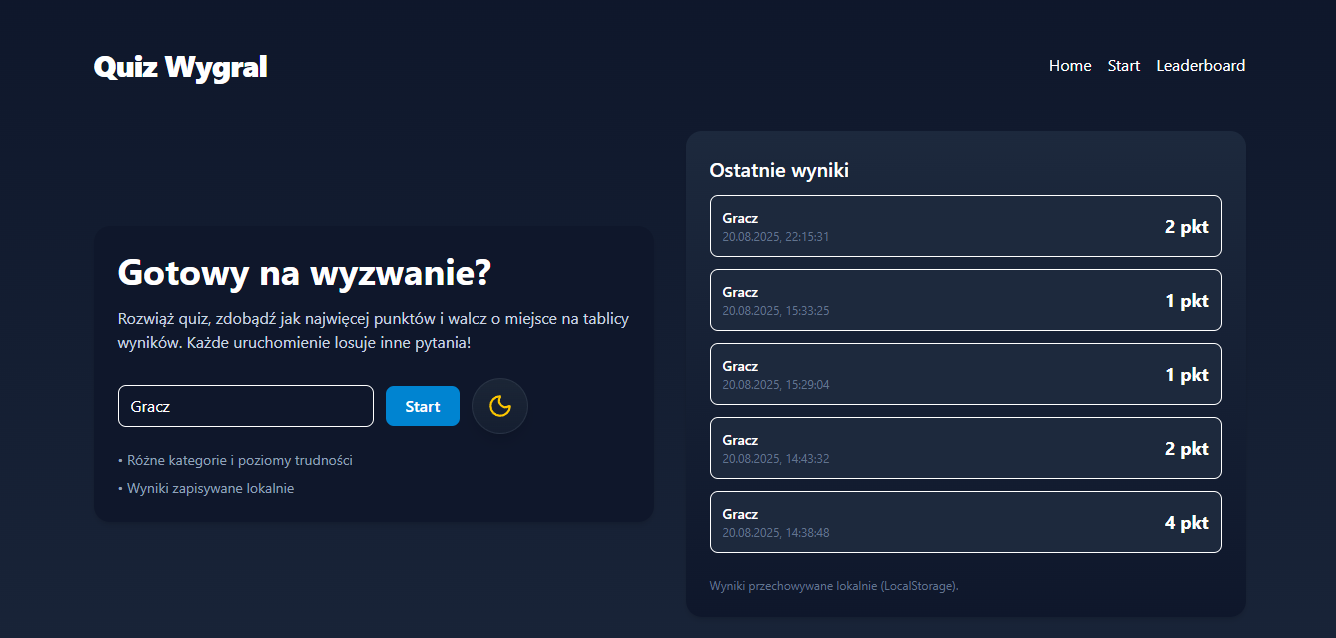 Quiz Wygral
Home Start Leaderboard
Gotowy na wyzwanie?
Rozwiąż quiz, zdobądź jak najwięcej punktów i walcz o miejsce na tablicy
wyników. Każde uruchomienie losuje inne pytania!
Gracz
Start
• Różne kategorie i poziomy trudności
• Wyniki zapisywane lokalnie
Ostatnie wyniki
Gracz
20.08.2025, 22:15:31
2 pkt
Gracz
20.08.2025, 15:33:25
1 pkt
Gracz
20.08.2025, 15:29:04
1 pkt
Gracz
20.08.2025, 14:43:32
2 pkt
Gracz
20.08.2025, 14:38:48
4 pkt
Wyniki przechowywane lokalnie (LocalStorage).